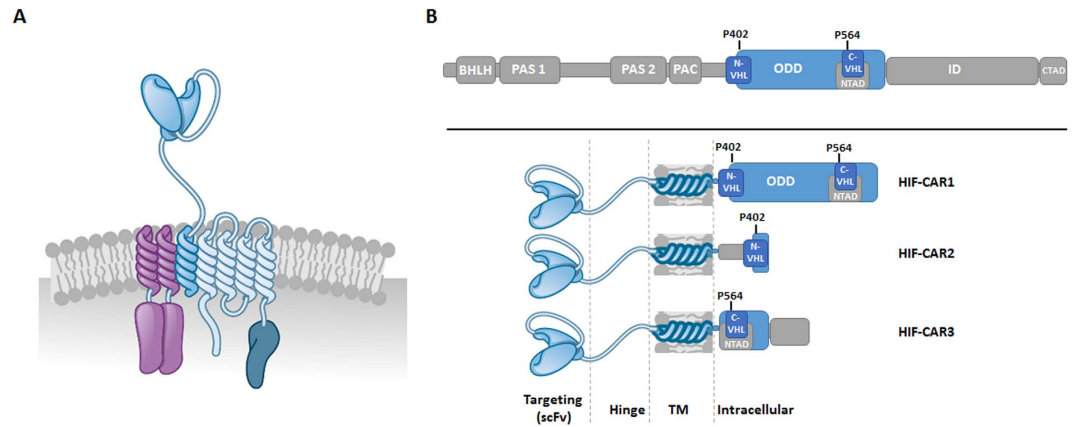 A
B
P402
P564
BHLH
PAS 1
PAS 2
PAC
N-
VHL
ODD
C-
VHL
NTAD
ID
CTAD
P402
P564
N-
VHL
ODD
C-
VHL
NTAD
HIF-CAR1
P402
N-
VHL
HIF-CAR2
P564
C-
VHL
NTAD
HIF-CAR3
Targeting
(scFv)
Hinge
TM
Intracellular